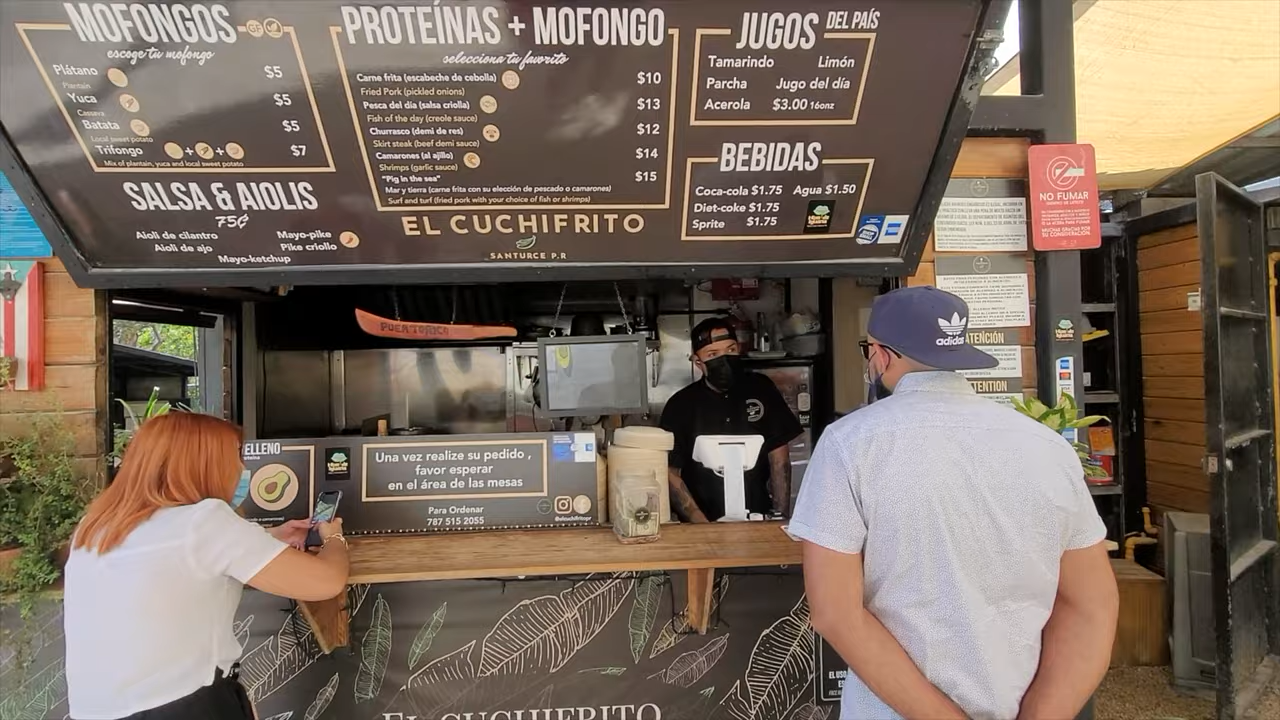 MOFONGOS
GF
escoge tu mofongo
Plátano $5
Plantain
Yuca $5
Cassava
Batata $5
Local sweet potato
Trifongo + + $7
Mix of plantain, yuca and local sweet potato
SALSA & AIOLIS
75¢
Aioli de cilantro
Aioli de ajo
Mayo-ketchup
Mayo-pike
Pike criollo
PROTEÍNAS + MOFONGO
selecciona tu favorito
Carne frita (escabeche de cebolla) $10
Fried Pork (pickled onions)
Pesca del día (salsa criolla) $13
Fish of the day (creole sauce)
Churrasco (demi de res) $12
Skirt steak (beef demi sauce)
Camarones (al ajillo) $14
Shrimps (garlic sauce)
"Pig in the sea" $15
Mar y tierra (carne frita con su elección de pescado o camarones)
Surf and turf (fried pork with your choice of fish or shrimps)
EL CUCHIFRITO
SANTURCE P.R
JUGOS DEL PAÍS
Tamarindo Limón
Parcha Jugo del día
Acerola $3.00 16onz
BEBIDAS
Coca-cola $1.75 Agua $1.50
Diet-coke $1.75
Sprite $1.75
NO FUMAR
MUCHAS GRACIAS POR
SU CONSIDERACIÓN.
ATENCIÓN
ATTENTION
PUERTO RICO
adidas
ELLENO
Una vez realize su pedido ,
favor esperar
en el área de las mesas
Para Ordenar
787 515 2055
EL CUCHIFRITO